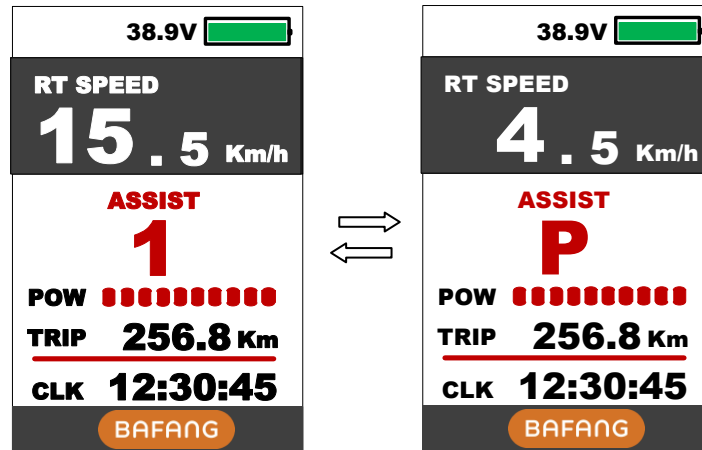 38.9V
RT SPEED
15.5 Km/h
ASSIST
1
POW
TRIP 256.8 Km
CLK 12:30:45
BAFANG
38.9V
RT SPEED
4.5 Km/h
ASSIST
P
POW
TRIP 256.8 Km
CLK 12:30:45
BAFANG